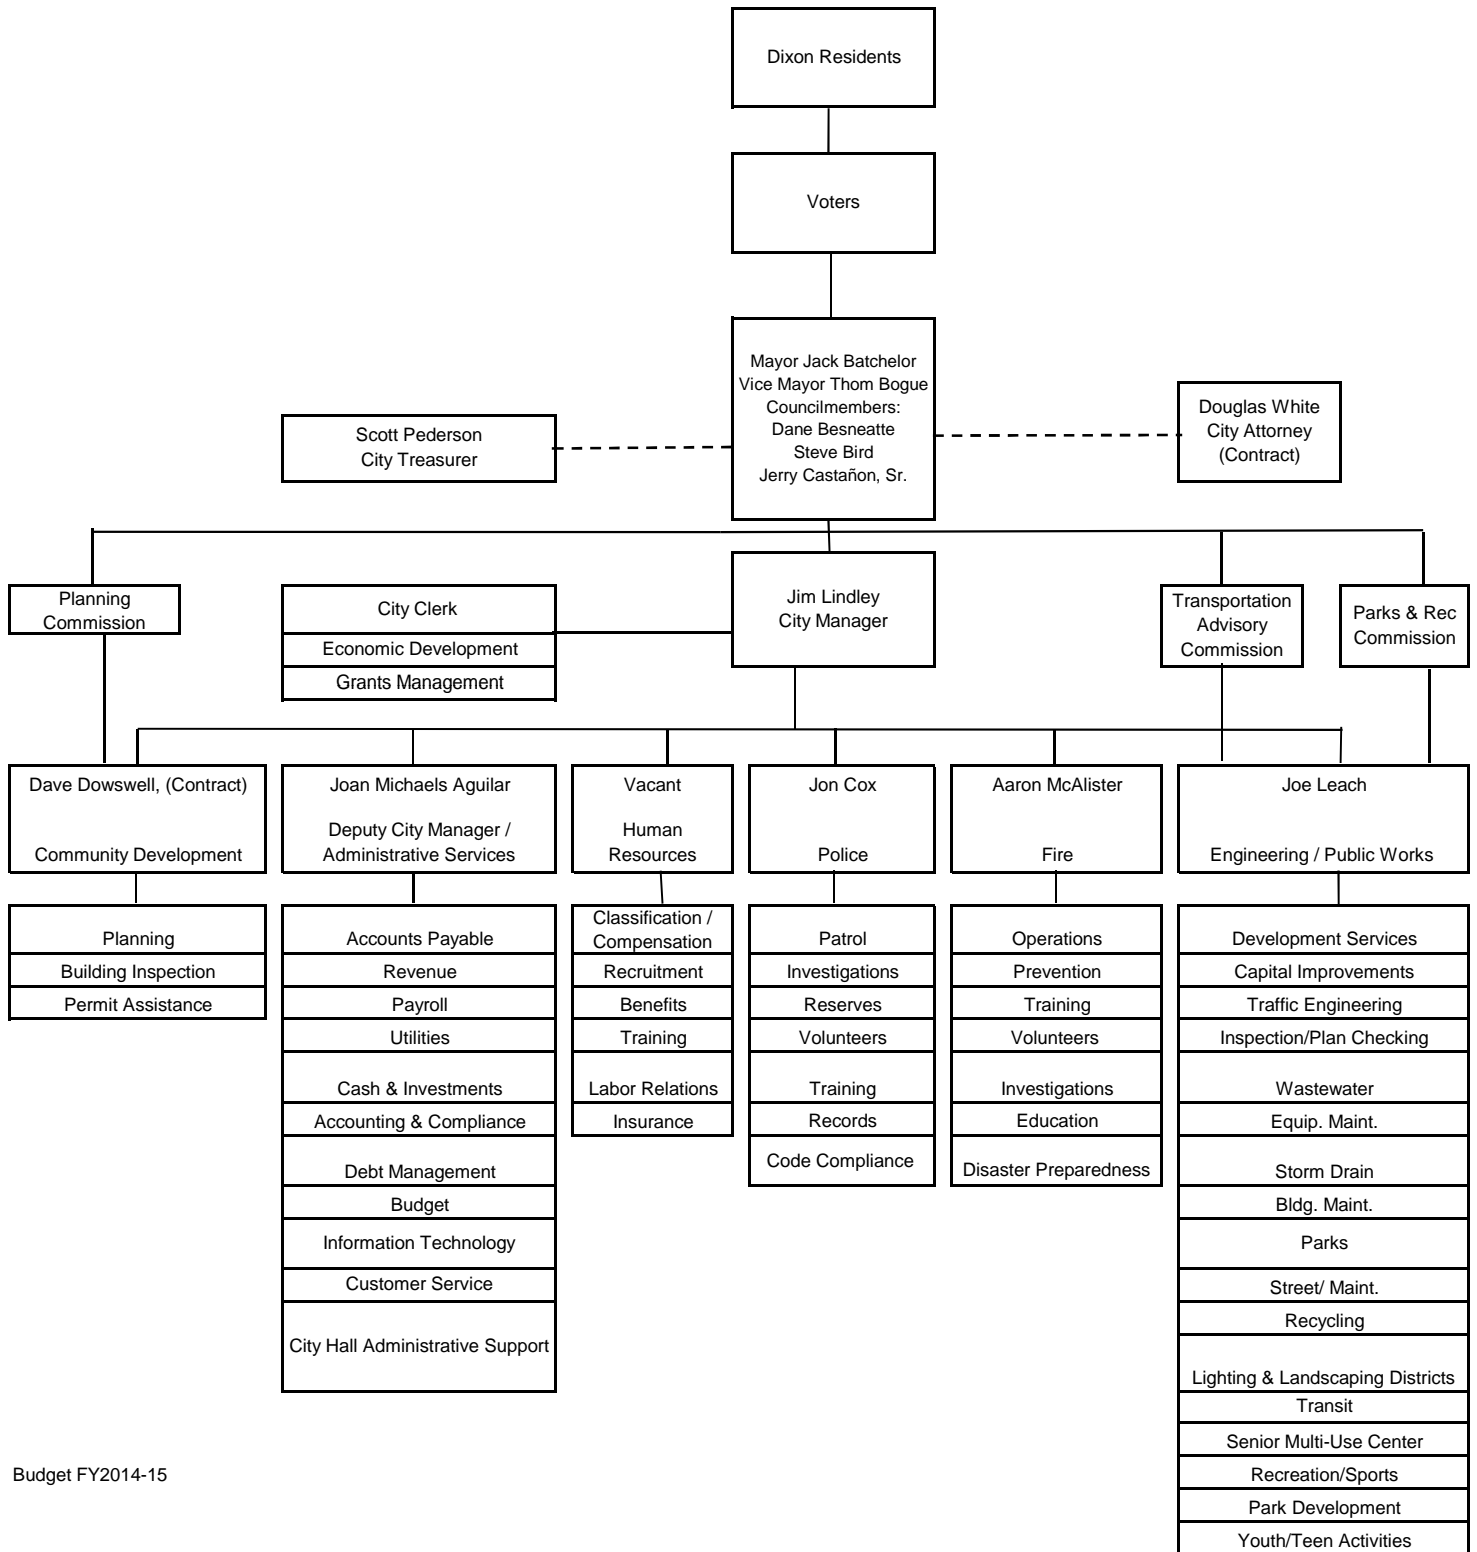 Dixon Residents
Voters
Mayor Jack Batchelor
Vice Mayor Thom Bogue
Councilmembers:
Dane Besneatte
Steve Bird
Jerry Castañon, Sr.
Scott Pederson
City Treasurer
Douglas White
City Attorney
(Contract)
Planning
Commission
City Clerk
Economic Development
Grants Management
Jim Lindley
City Manager
Transportation
Advisory
Commission
Parks & Rec
Commission
Dave Dowswell, (Contract)
Community Development
Joan Michaels Aguilar
Deputy City Manager /
Administrative Services
Vacant
Human
Resources
Jon Cox
Police
Aaron McAlister
Fire
Joe Leach
Engineering / Public Works
Planning
Building Inspection
Permit Assistance
Accounts Payable
Revenue
Payroll
Utilities
Cash & Investments
Accounting & Compliance
Debt Management
Budget
Information Technology
Customer Service
City Hall Administrative Support
Classification /
Compensation
Recruitment
Benefits
Training
Labor Relations
Insurance
Patrol
Investigations
Reserves
Volunteers
Training
Records
Code Compliance
Operations
Prevention
Training
Volunteers
Investigations
Education
Disaster Preparedness
Development Services
Capital Improvements
Traffic Engineering
Inspection/Plan Checking
Wastewater
Equip. Maint.
Storm Drain
Bldg. Maint.
Parks
Street/ Maint.
Recycling
Lighting & Landscaping Districts
Transit
Senior Multi-Use Center
Recreation/Sports
Park Development
Youth/Teen Activities
Budget FY2014-15